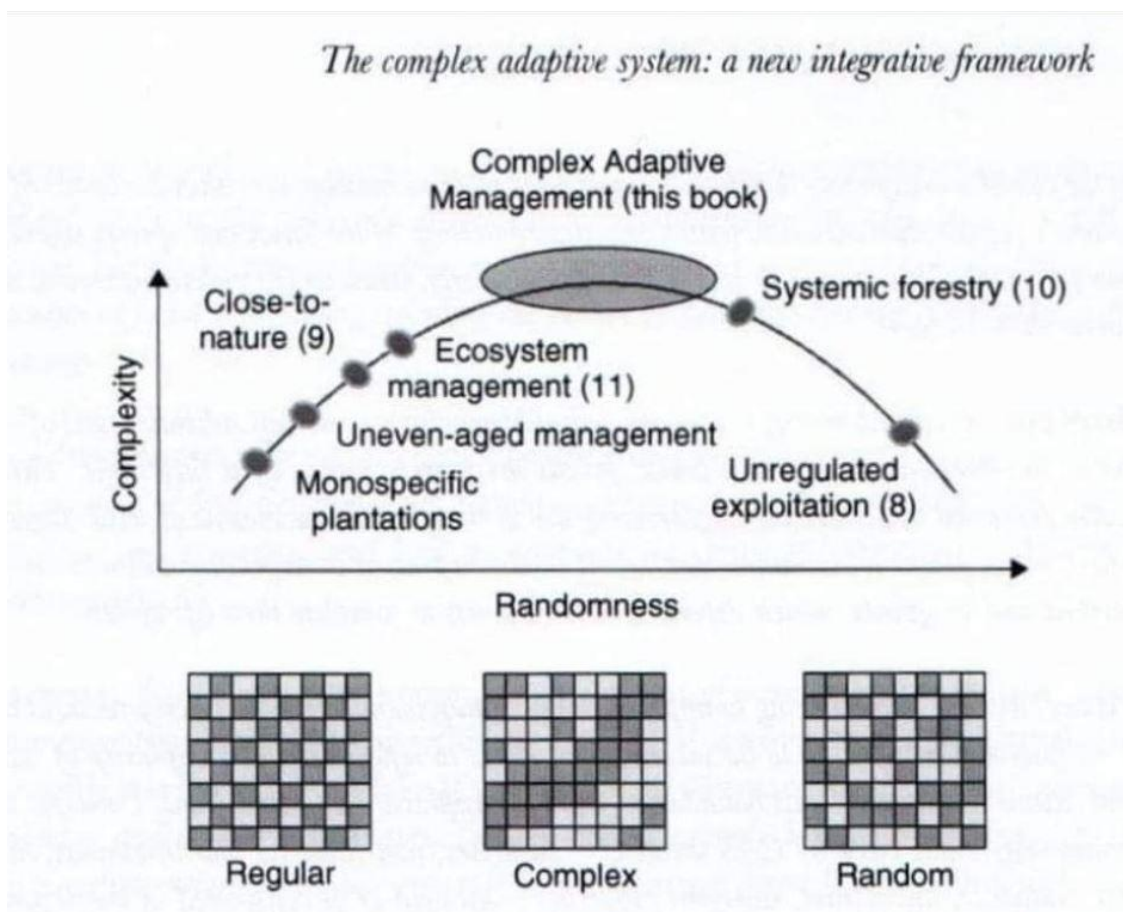 The complex adaptive system: a new integrative framework
Complex Adaptive
Management (this book)
Close-to-
nature (9)
Systemic forestry (10)
Ecosystem
management (11)
Uneven-aged management
Monospecific
plantations
Unregulated
exploitation (8)
Complexity
Randomness
Regular
Complex
Random